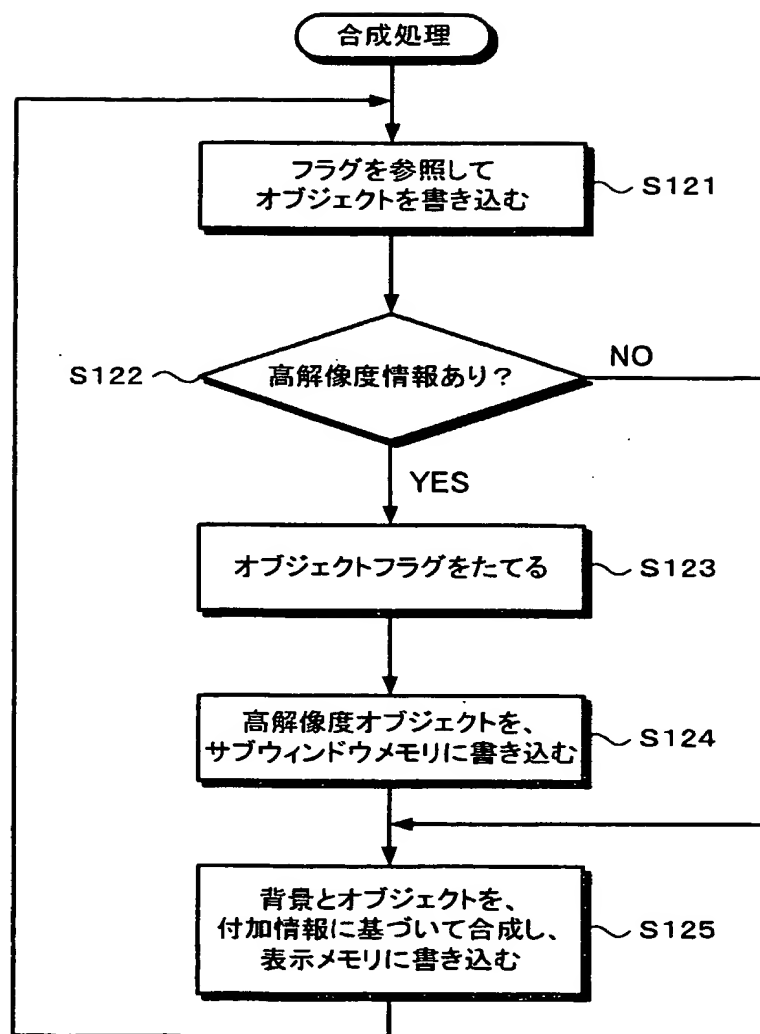 合成処理
フラグを参照して
オブジェクトを書き込む
S121
高解像度情報あり?
S122
NO
YES
オブジェクトフラグをたてる
S123
高解像度オブジェクトを、
サブウィンドウメモリに書き込む
S124
背景とオブジェクトを、
付加情報に基づいて合成し、
表示メモリに書き込む
S125